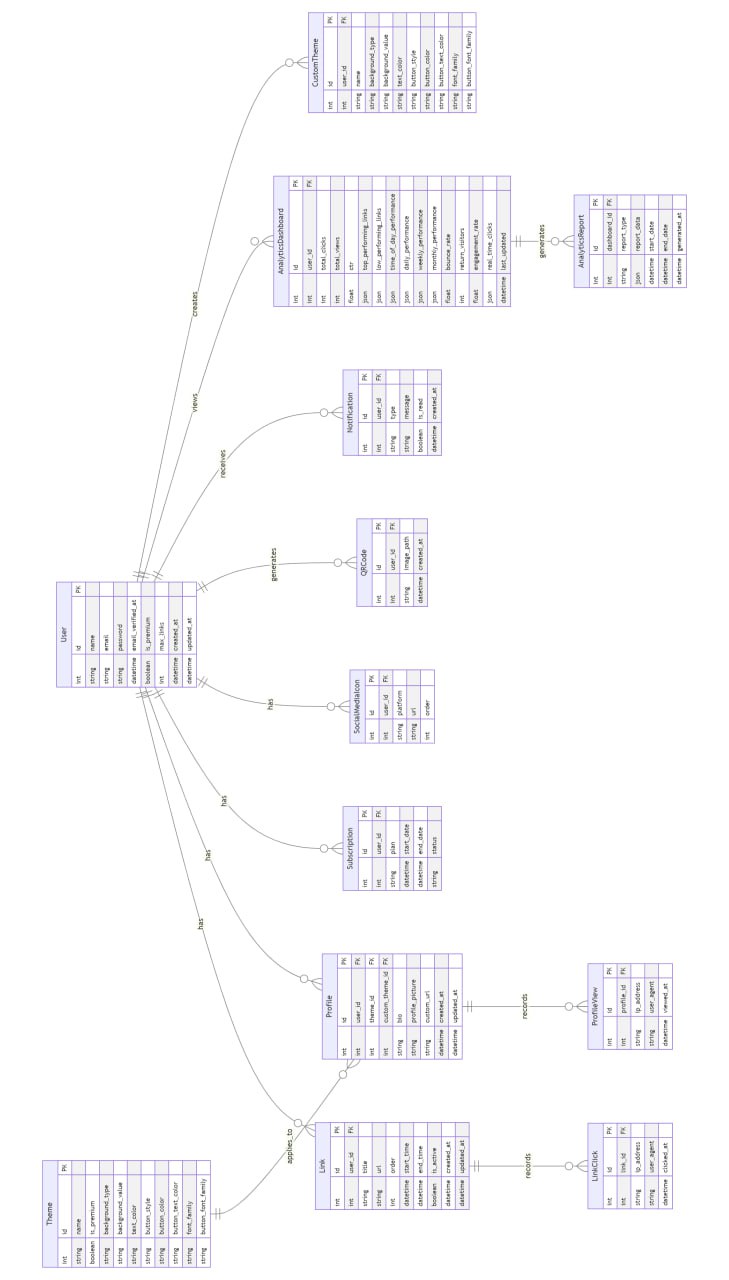 CustomTheme
int id PK
int user_id FK
string name
string background_type
string background_value
string text_color
string button_style
string button_color
string button_text_color
string font_family
string button_font_family
creates
AnalyticsDashboard
int id PK
int user_id FK
int total_clicks
int total_views
float str
json top_performing_links
json low_performing_links
json time_of_day_performance
json daily_performance
json weekly_performance
json monthly_performance
float bounce_rate
int return_visitors
float engagement_rate
json real_time_clicks
datetime last_updated
views
generates
AnalyticsReport
int id PK
int dashboard_id FK
string report_type
json report_data
datetime start_date
datetime end_date
datetime generated_at
Notification
int id PK
int user_id FK
string type
string message
boolean is_read
datetime created_at
receives
QRCode
int id PK
int user_id FK
string image_path
datetime created_at
generates
User
int id PK
string name
string email
string password
datetime email_verified_at
boolean is_premium
int max_links
datetime created_at
datetime updated_at
SocialMediaIcon
int id PK
int user_id FK
string platform
string url
int order
has
Subscription
int id PK
int user_id FK
string plan
datetime start_date
datetime end_date
string status
has
Profile
int id PK
int user_id FK
int theme_id FK
int custom_theme_id FK
string bio
string profile_picture
string custom_url
datetime created_at
datetime updated_at
has
records
ProfileView
int id PK
int profile_id FK
string ip_address
string user_agent
datetime viewed_at
has
Link
int id PK
int user_id FK
string title
string url
int order
datetime start_time
datetime end_time
boolean is_active
datetime created_at
datetime updated_at
records
LinkClick
int id PK
int link_id FK
string ip_address
string user_agent
datetime clicked_at
applies_to
Theme
int id PK
string name
boolean is_premium
string background_type
string background_value
string text_color
string button_style
string button_color
string button_text_color
string font_family
string button_font_family